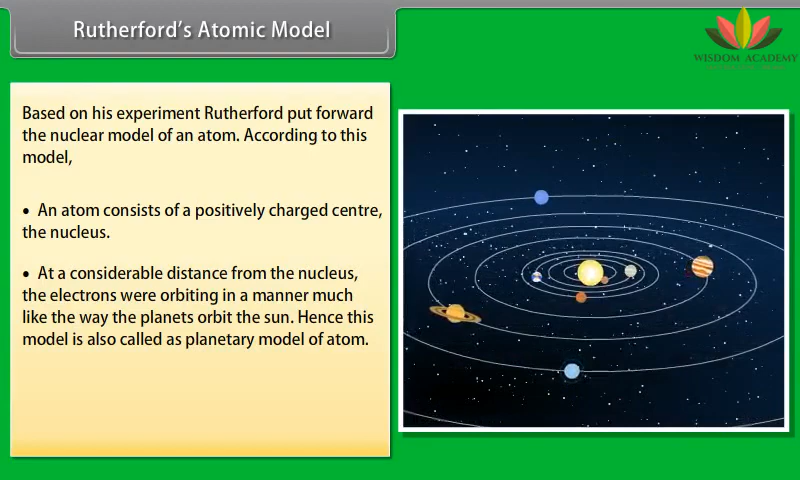 Rutherford's Atomic Model
WISDOM ACADEMY
Based on his experiment Rutherford put forward
the nuclear model of an atom. According to this
model,
• An atom consists of a positively charged centre,
the nucleus.
• At a considerable distance from the nucleus,
the electrons were orbiting in a manner much
like the way the planets orbit the sun. Hence this
model is also called as planetary model of atom.